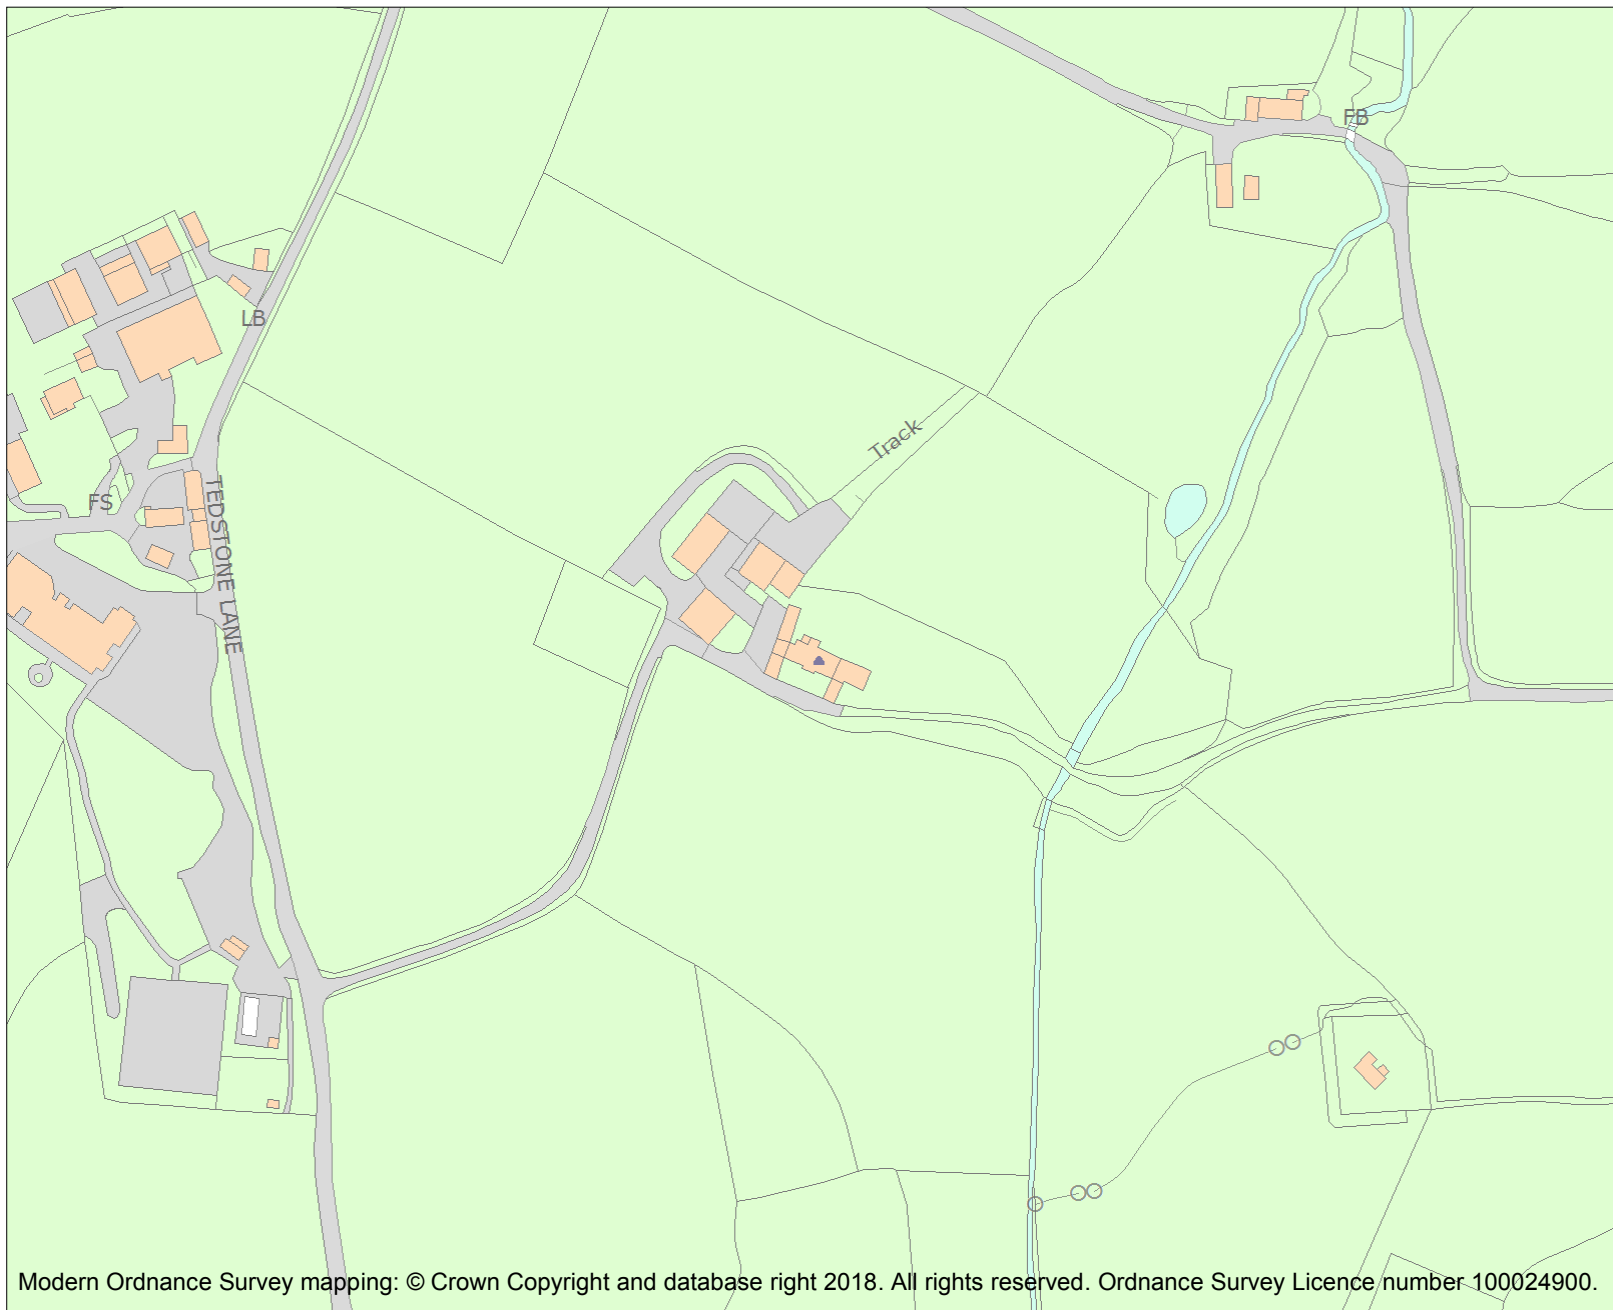 FB
LB
Track
FS
TEDSTONE LANE
Modern Ordnance Survey mapping: © Crown Copyright and database right 2018. All rights reserved. Ordnance Survey Licence number 100024900.